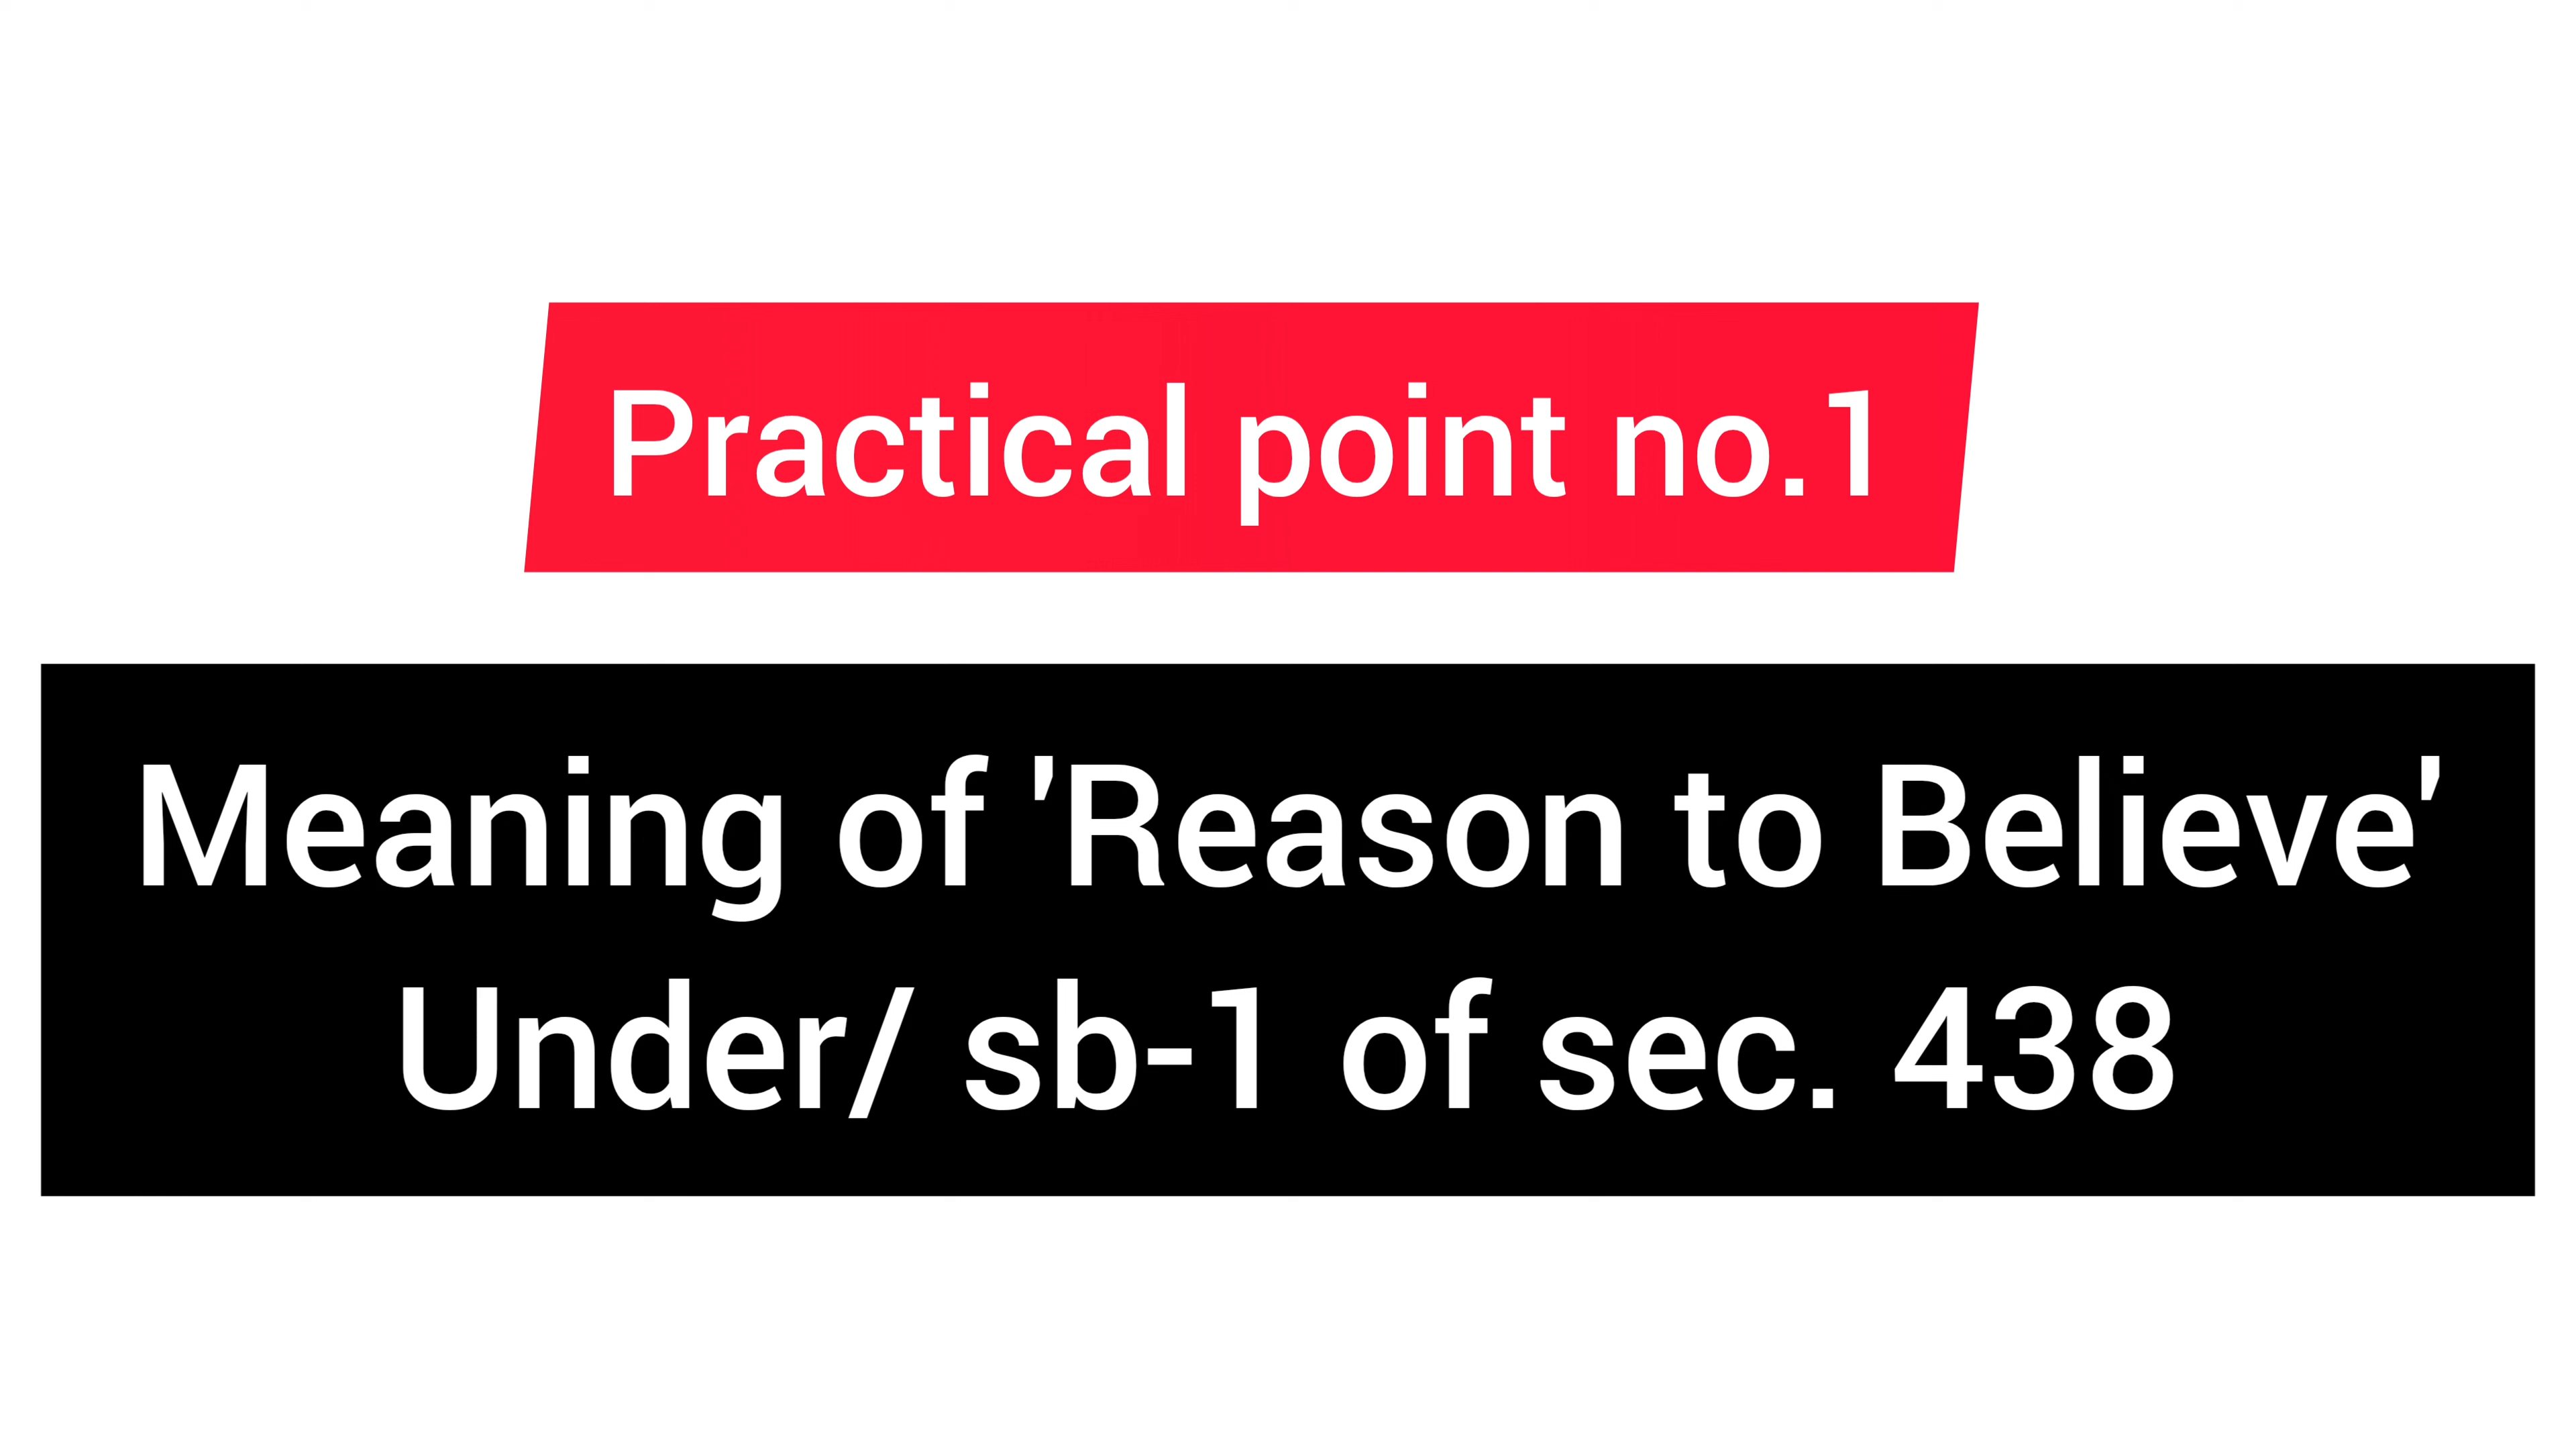 Practical point no.1
Meaning of 'Reason to Believe'
Under/ sb-1 of sec. 438